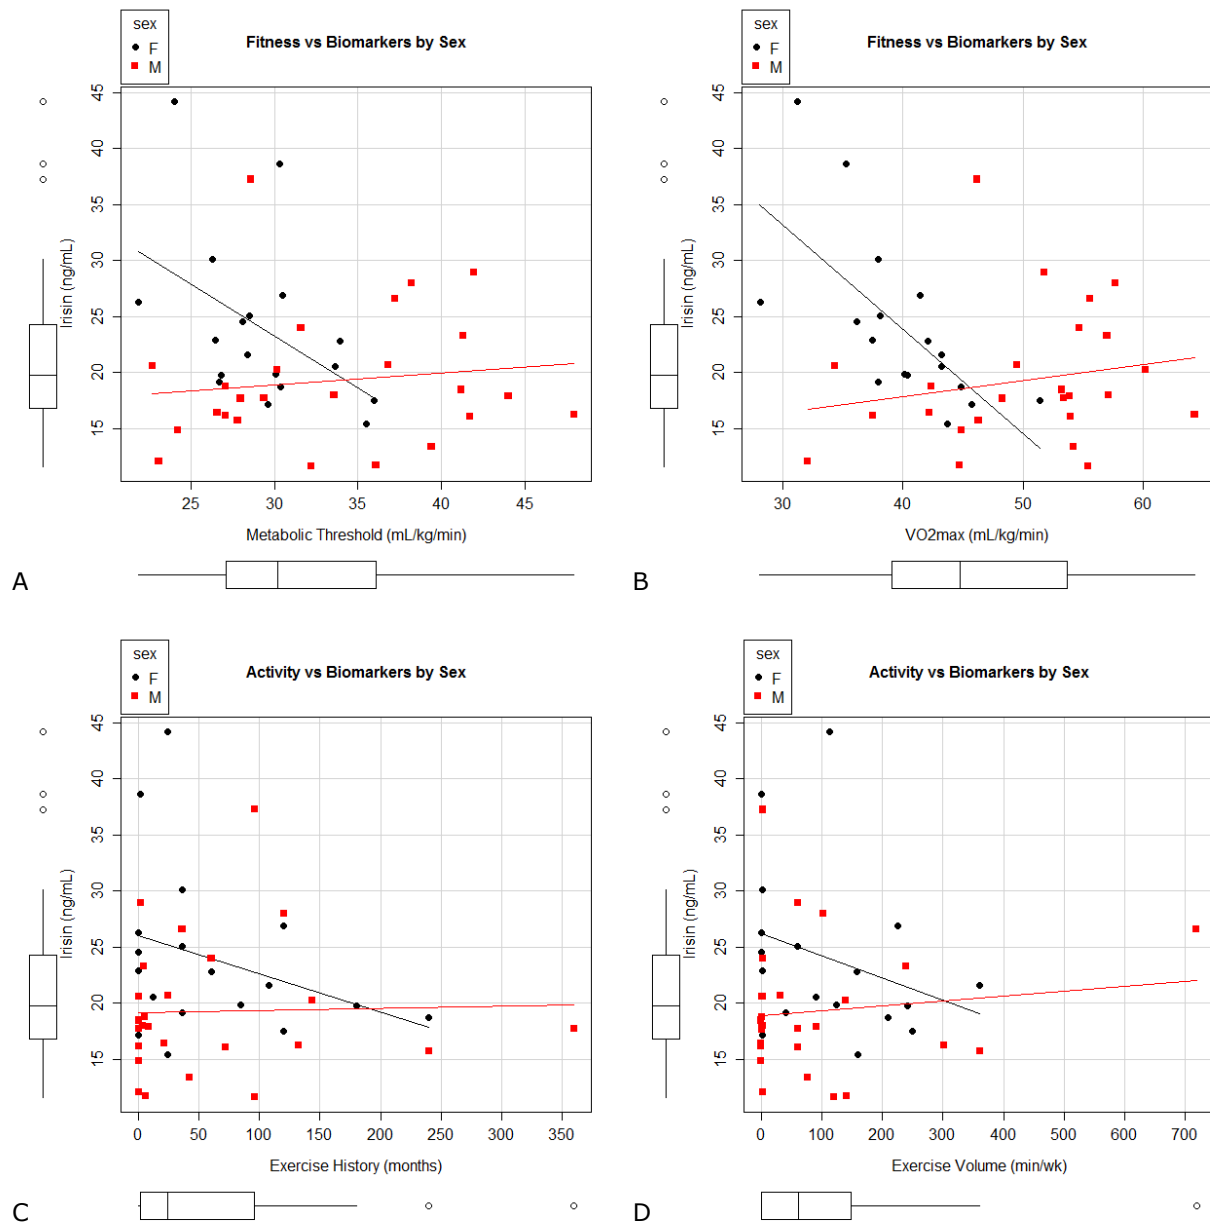 sex
F
M
Fitness vs Biomarkers by Sex
45
40
35
30
25
20
15
Irisin (ng/mL)
25 30 35 40 45
Metabolic Threshold (mL/kg/min)
A
sex
F
M
Fitness vs Biomarkers by Sex
45
40
35
30
25
20
15
Irisin (ng/mL)
30 40 50 60
VO2max (mL/kg/min)
B
sex
F
M
Activity vs Biomarkers by Sex
45
40
35
30
25
20
15
Irisin (ng/mL)
0 50 100 150 200 250 300 350
Exercise History (months)
C
sex
F
M
Activity vs Biomarkers by Sex
45
40
35
30
25
20
15
Irisin (ng/mL)
0 100 200 300 400 500 600 700
Exercise Volume (min/wk)
D